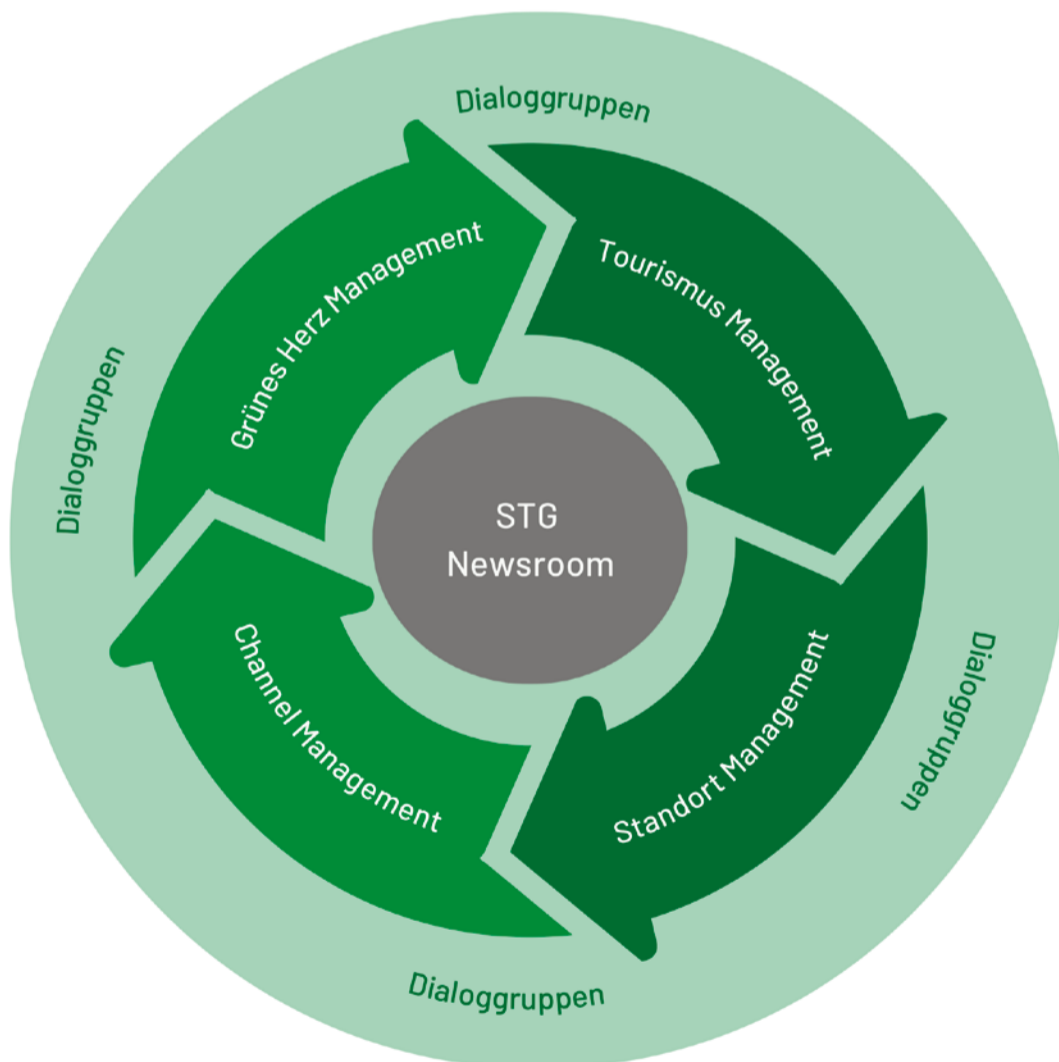 Dialoggruppen
Grünes Herz Management
Tourismus Management
Dialoggruppen
STG
Newsroom
Channel Management
Standort Management
Dialoggruppen
Dialoggruppen